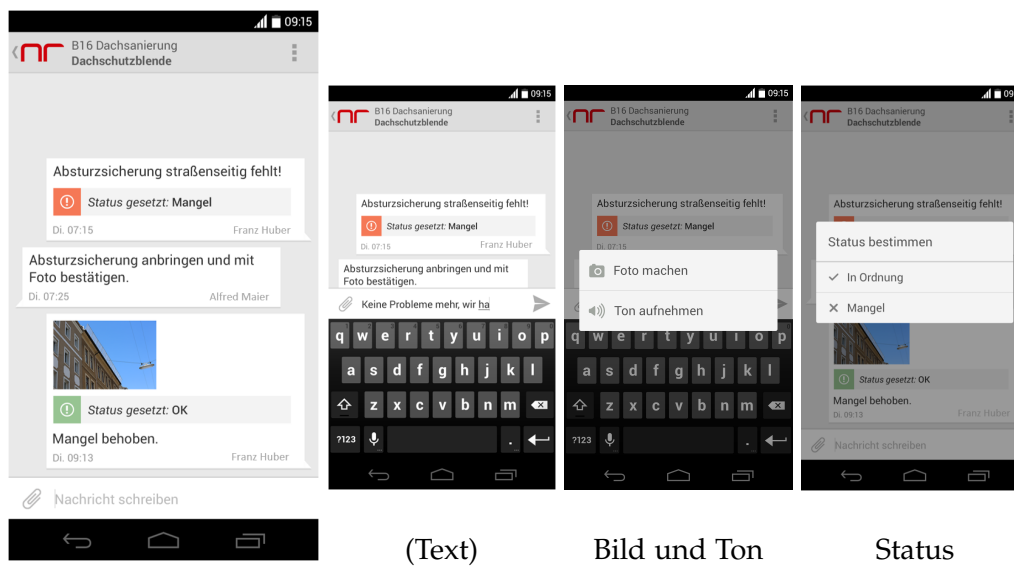 09:15
B16 Dachsanierung
Dachschutzblende
Absturzsicherung straßenseitig fehlt!
Status gesetzt: Mangel
Di. 07:15 Franz Huber
Absturzsicherung anbringen und mit
Foto bestätigen.
Di. 07:25 Alfred Maier
Status gesetzt: OK
Mangel behoben.
Di. 09:13 Franz Huber
Nachricht schreiben
09:15
B16 Dachsanierung
Dachschutzblende
Absturzsicherung straßenseitig fehlt!
Status gesetzt: Mangel
Di. 07:15 Franz Huber
Absturzsicherung anbringen und mit
Foto bestätigen.
Keine Probleme mehr, wir ha
q w e r t y u i o p
a s d f g h j k l
z x c v b n m
?123 .
(Text)
09:15
B16 Dachsanierung
Dachschutzblende
Absturzsicherung straßenseitig fehlt!
Status gesetzt: Mangel
Di. 07:15
Foto machen
Ton aufnehmen
q w e r t y u i o p
a s d f g h j k l
z x c v b n m
?123 .
Bild und Ton
09
B16 Dachsanierung
Dachschutzblende
Absturzsicherung straßenseitig fehlt!
Status bestimmen
In Ordnung
Mangel
Status gesetzt: OK
Mangel behoben.
Di. 09:13 Franz Huber
Nachricht schreiben
Status